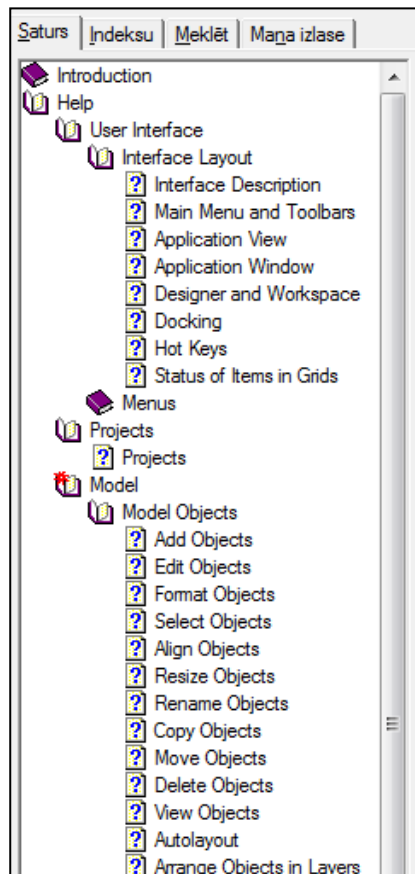 Saturs Indeksu Meklēt Maņa izlase
Introduction
Help
User Interface
Interface Layout
Interface Description
Main Menu and Toolbars
Application View
Application Window
Designer and Workspace
Docking
Hot Keys
Status of Items in Grids
Menus
Projects
Projects
Model
Model Objects
Add Objects
Edit Objects
Format Objects
Select Objects
Align Objects
Resize Objects
Rename Objects
Copy Objects
Move Objects
Delete Objects
View Objects
Autolayout
Arrange Objects in Layers